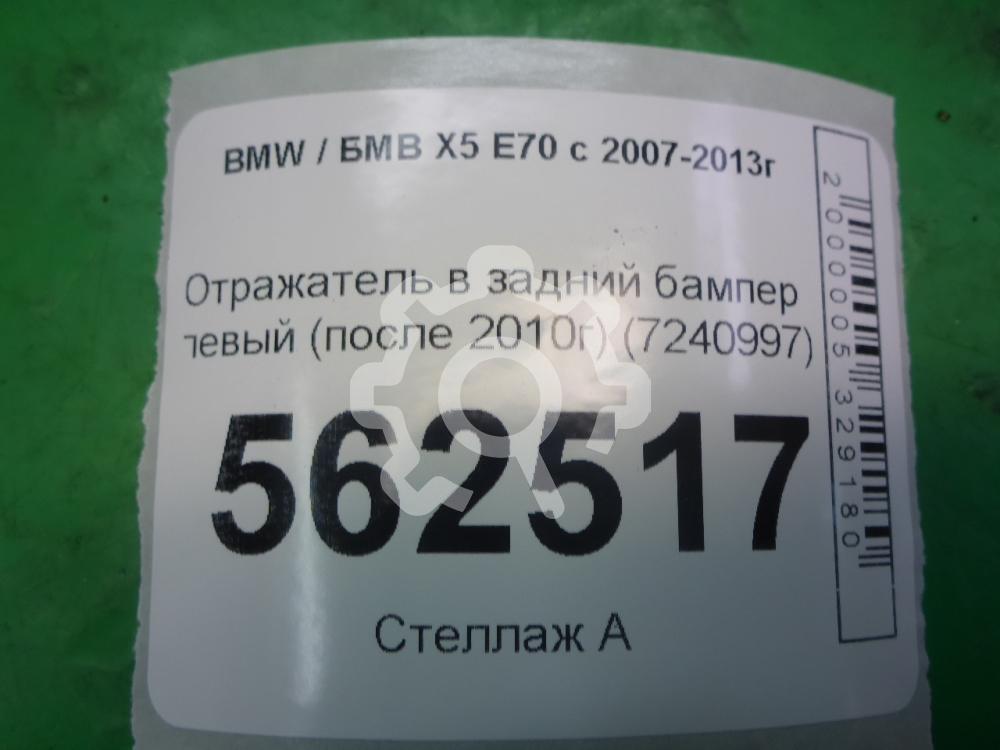 BMW / БМВ X5 E70 с 2007-2013г
Отражатель в задний бампер
левый (после 2010г) (7240997)
562517
Стеллаж А
2000005329180